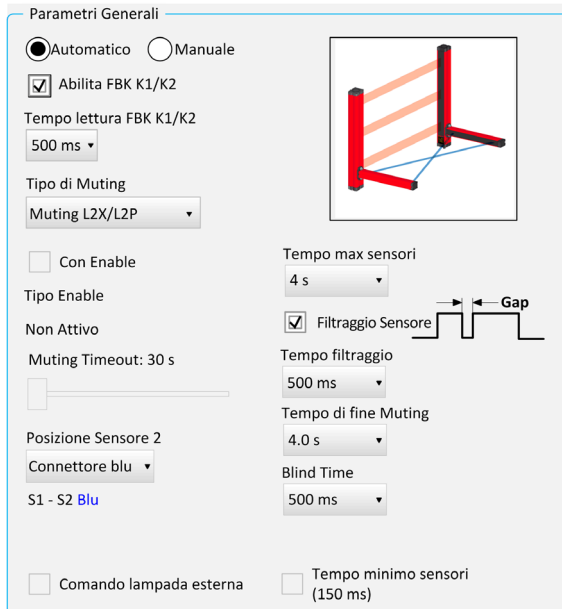 Parametri Generali
Automatico
Manuale
Abilita FBK K1/K2
Tempo lettura FBK K1/K2
500 ms
Tipo di Muting
Muting L2X/L2P
Con Enable
Tipo Enable
Non Attivo
Muting Timeout: 30 s
Posizione Sensore 2
Connettore blu
S1 - S2 Blu
Comando lampada esterna
Tempo max sensori
4 s
Filtraggio Sensore
Gap
Tempo filtraggio
500 ms
Tempo di fine Muting
4.0 s
Blind Time
500 ms
Tempo minimo sensori
(150 ms)